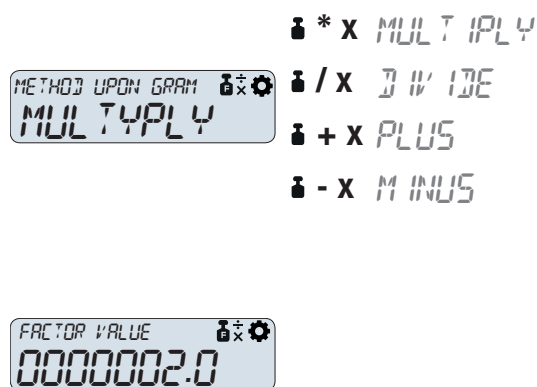 * X MULTIPLY
METHOD UPON GRAM F ÷ ×
MULTYPLY
/ X DIVIDE
+ X PLUS
- X MINUS
FACTOR VALUE F ÷ ×
0000002.0